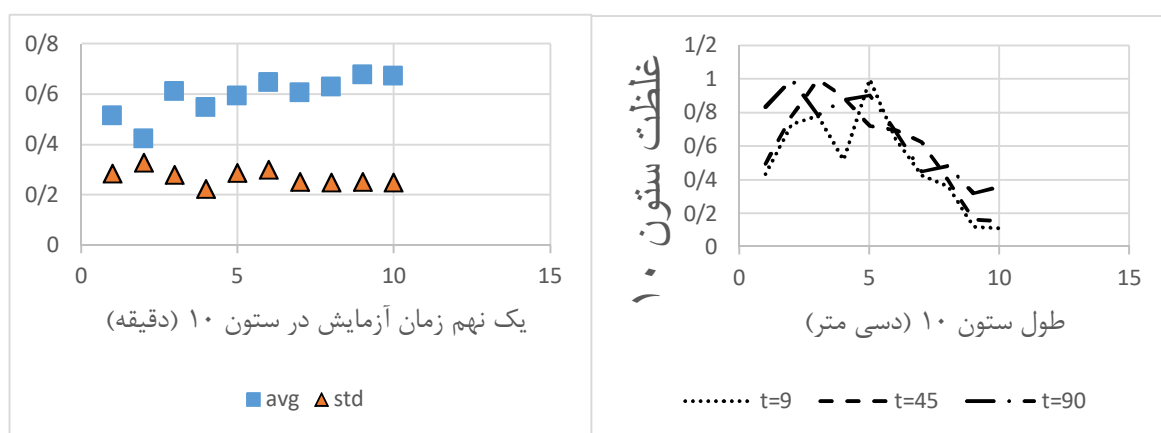 0/8
0/6
0/4
0/2
0
0
5
10
15
یک نهم زمان آزمایش در ستون ۱۰ (دقیقه)
avg
std
غلظت ستون ۱۰
1/2
1
0/8
0/6
0/4
0/2
0
0
5
10
15
طول ستون ۱۰ (دسی متر)
t=9
t=45
t=90